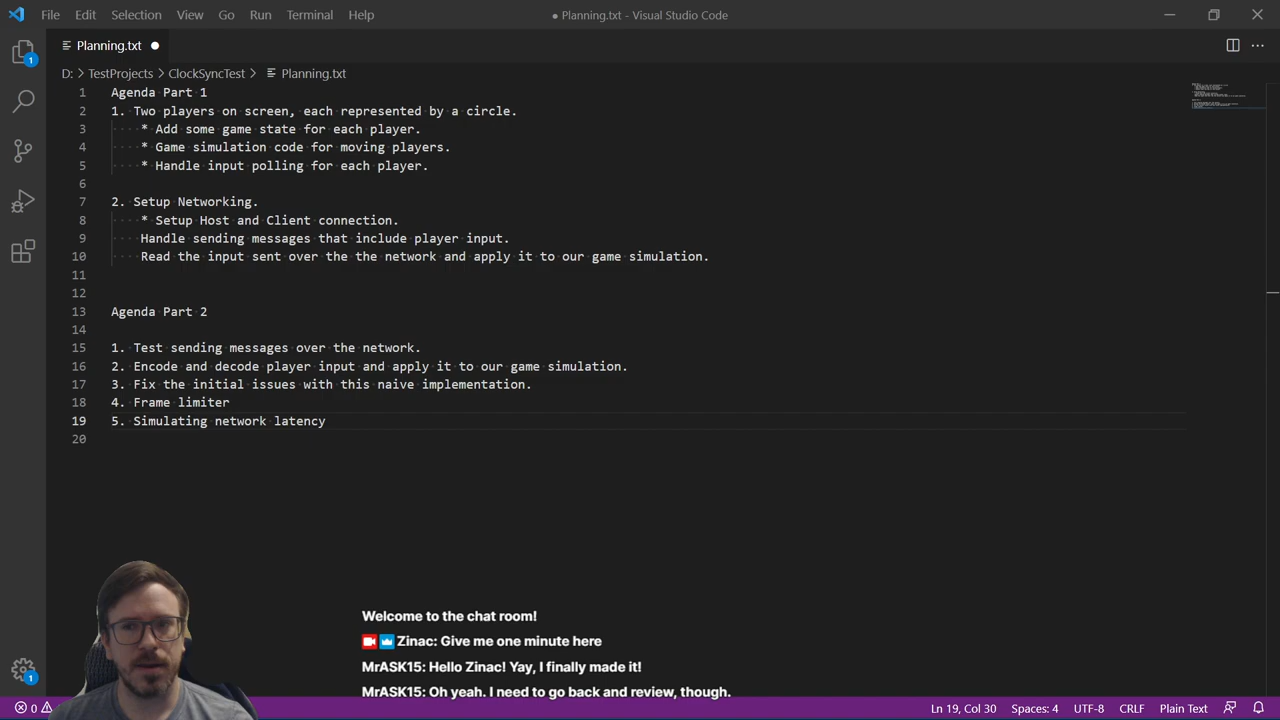 File Edit Selection View Go Run Terminal Help
● Planning.txt - Visual Studio Code
Planning.txt ●
D: > TestProjects > ClockSyncTest > Planning.txt
1 Agenda Part 1
2 1. Two players on screen, each represented by a circle.
3 * Add some game state for each player.
4 * Game simulation code for moving players.
5 * Handle input polling for each player.
6
7 2. Setup Networking.
8 * Setup Host and Client connection.
9 Handle sending messages that include player input.
10 Read the input sent over the the network and apply it to our game simulation.
11
12
13 Agenda Part 2
14
15 1. Test sending messages over the network.
16 2. Encode and decode player input and apply it to our game simulation.
17 3. Fix the initial issues with this naive implementation.
18 4. Frame limiter
19 5. Simulating network latency
20
1
1
Welcome to the chat room!
Zinac: Give me one minute here
MrASK15: Hello Zinac! Yay, I finally made it!
MrASK15: Oh yeah. I need to go back and review, though.
0
Ln 19, Col 30 Spaces: 4 UTF-8 CRLF Plain Text